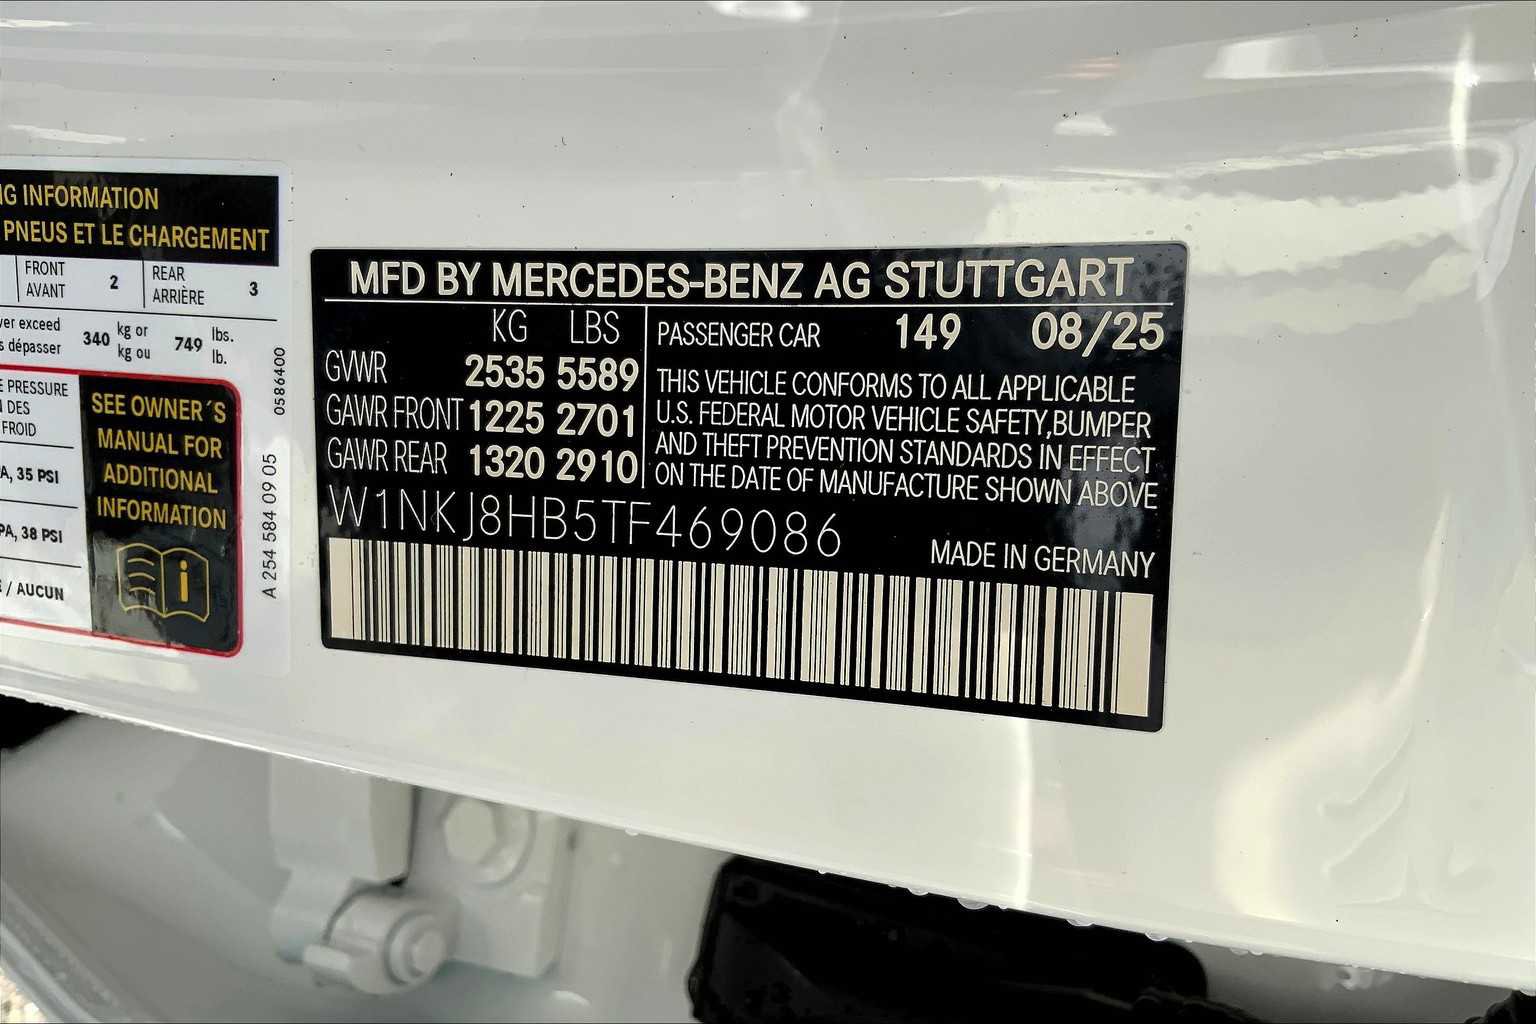 NG INFORMATION
PNEUS ET LE CHARGEMENT
FRONT
AVANT
2
REAR
ARRIÈRE
3
ver exceed
s dépasser
340
kg or
kg ou
749
lbs.
lb.
E PRESSURE
N DES
FROID
A, 35 PSI
PA, 38 PSI
E / AUCUN
SEE OWNER´S
MANUAL FOR
ADDITIONAL
INFORMATION
i
0586400
A 254 584 09 05
MFD BY MERCEDES-BENZ AG STUTTGART
KG LBS
GVWR 2535 5589
GAWR FRONT 1225 2701
GAWR REAR 1320 2910
PASSENGER CAR 149 08/25
THIS VEHICLE CONFORMS TO ALL APPLICABLE
U.S. FEDERAL MOTOR VEHICLE SAFETY,BUMPER
AND THEFT PREVENTION STANDARDS IN EFFECT
ON THE DATE OF MANUFACTURE SHOWN ABOVE
W1NKJ8HB5TF469086
MADE IN GERMANY